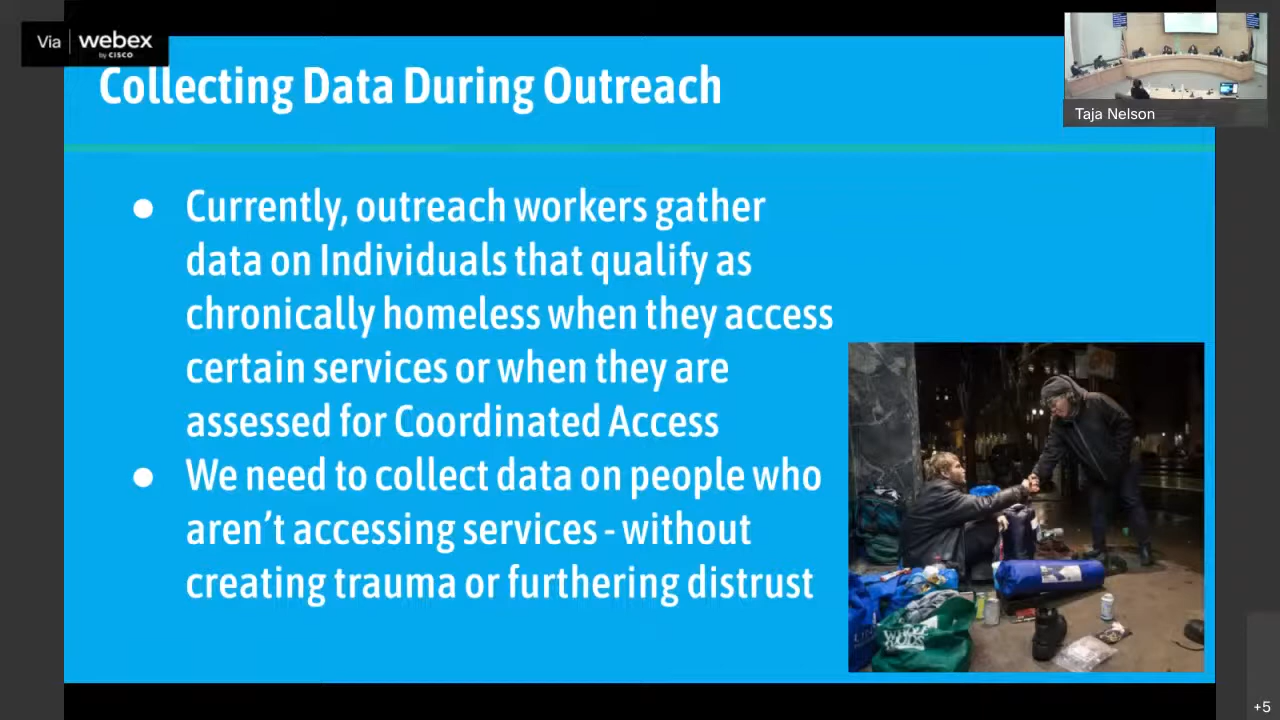 Via webex
by CISCO
Collecting Data During Outreach
Taja Nelson
● Currently, outreach workers gather
data on Individuals that qualify as
chronically homeless when they access
certain services or when they are
assessed for Coordinated Access
● We need to collect data on people who
aren't accessing services - without
creating trauma or furthering distrust
WHOLE
FOODS
+5